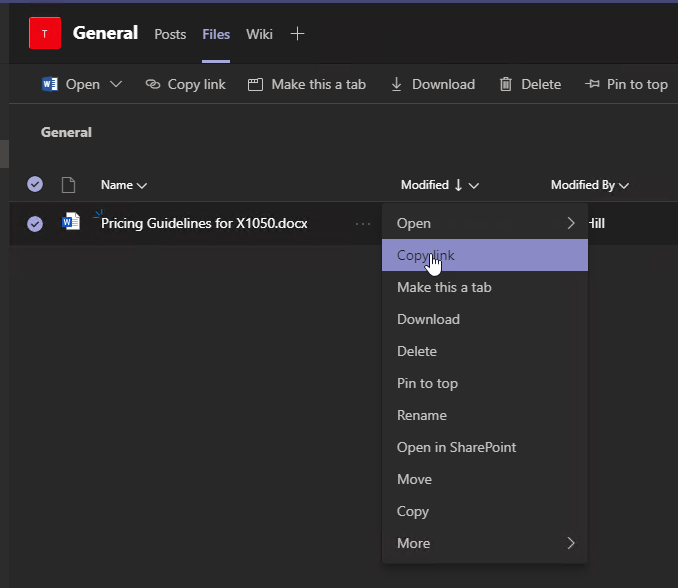 T
General Posts Files Wiki
Open Copy link Make this a tab Download Delete Pin to top
General
Name Modified Modified By
Pricing Guidelines for X1050.docx Hill
Open
Copy link
Make this a tab
Download
Delete
Pin to top
Rename
Open in SharePoint
Move
Copy
More